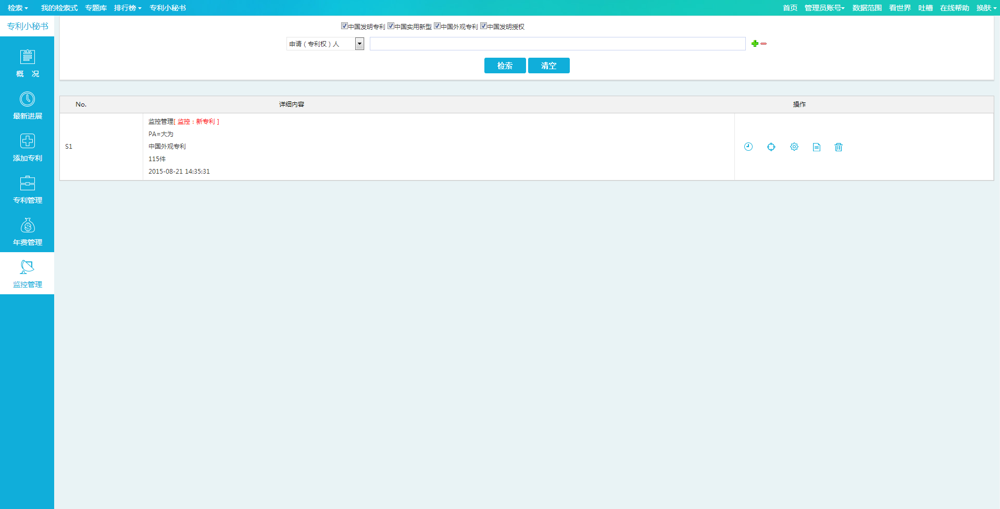 检索 我的检索式 专题库 排行榜 专利小秘书 首页 管理员账号 数据范围 看世界 吐槽 在线帮助 换肤
专利小秘书
概 况
最新进展
添加专利
专利管理
年费管理
监控管理
中国发明专利 中国实用新型 中国外观专利 中国发明授权
申请（专利权）人
检索 清空
No. 详细内容 操作
S1
监控管理[ 监控：新专利 ]
PA=大为
中国外观专利
115件
2015-08-21 14:35:31